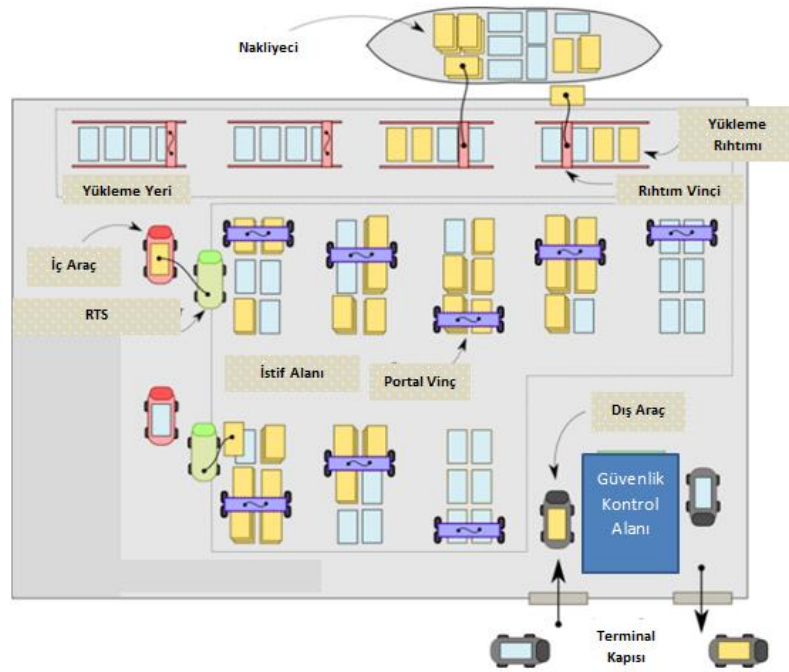 Nakliyeci
Yükleme
Rıhtımı
Yükleme Yeri
Rıhtım Vinçi
İç Araç
RTS
İstif Alanı
Portal Vinç
Dış Araç
Güvenlik
Kontrol
Alanı
Terminal
Kapısı